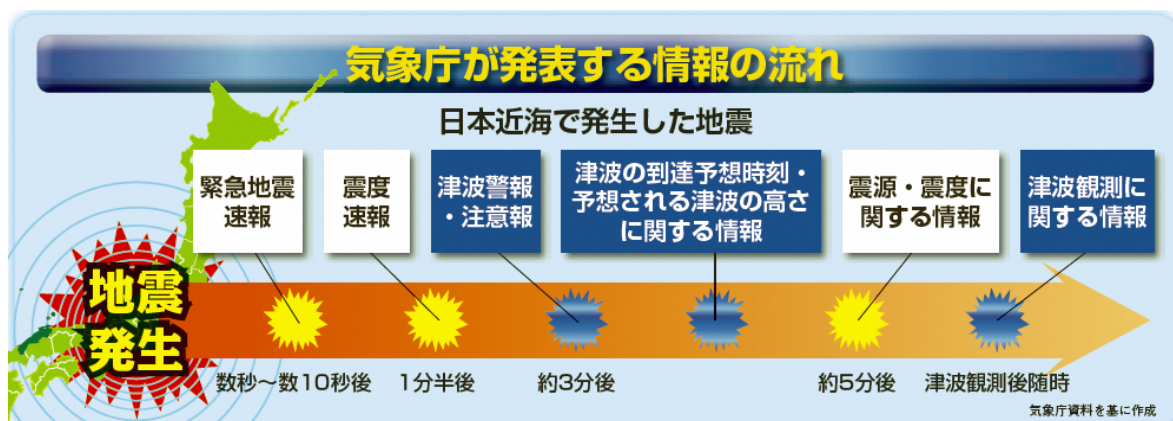 気象庁が発表する情報の流れ
日本近海で発生した地震
緊急地震
速報
震度
速報
津波警報
・注意報
津波の到達予想時刻・
予想される津波の高さ
に関する情報
震源・震度に
関する情報
津波観測に
関する情報
地震
発生
数秒～数10秒後
1分半後
約3分後
約5分後
津波観測後随時
気象庁資料を基に作成